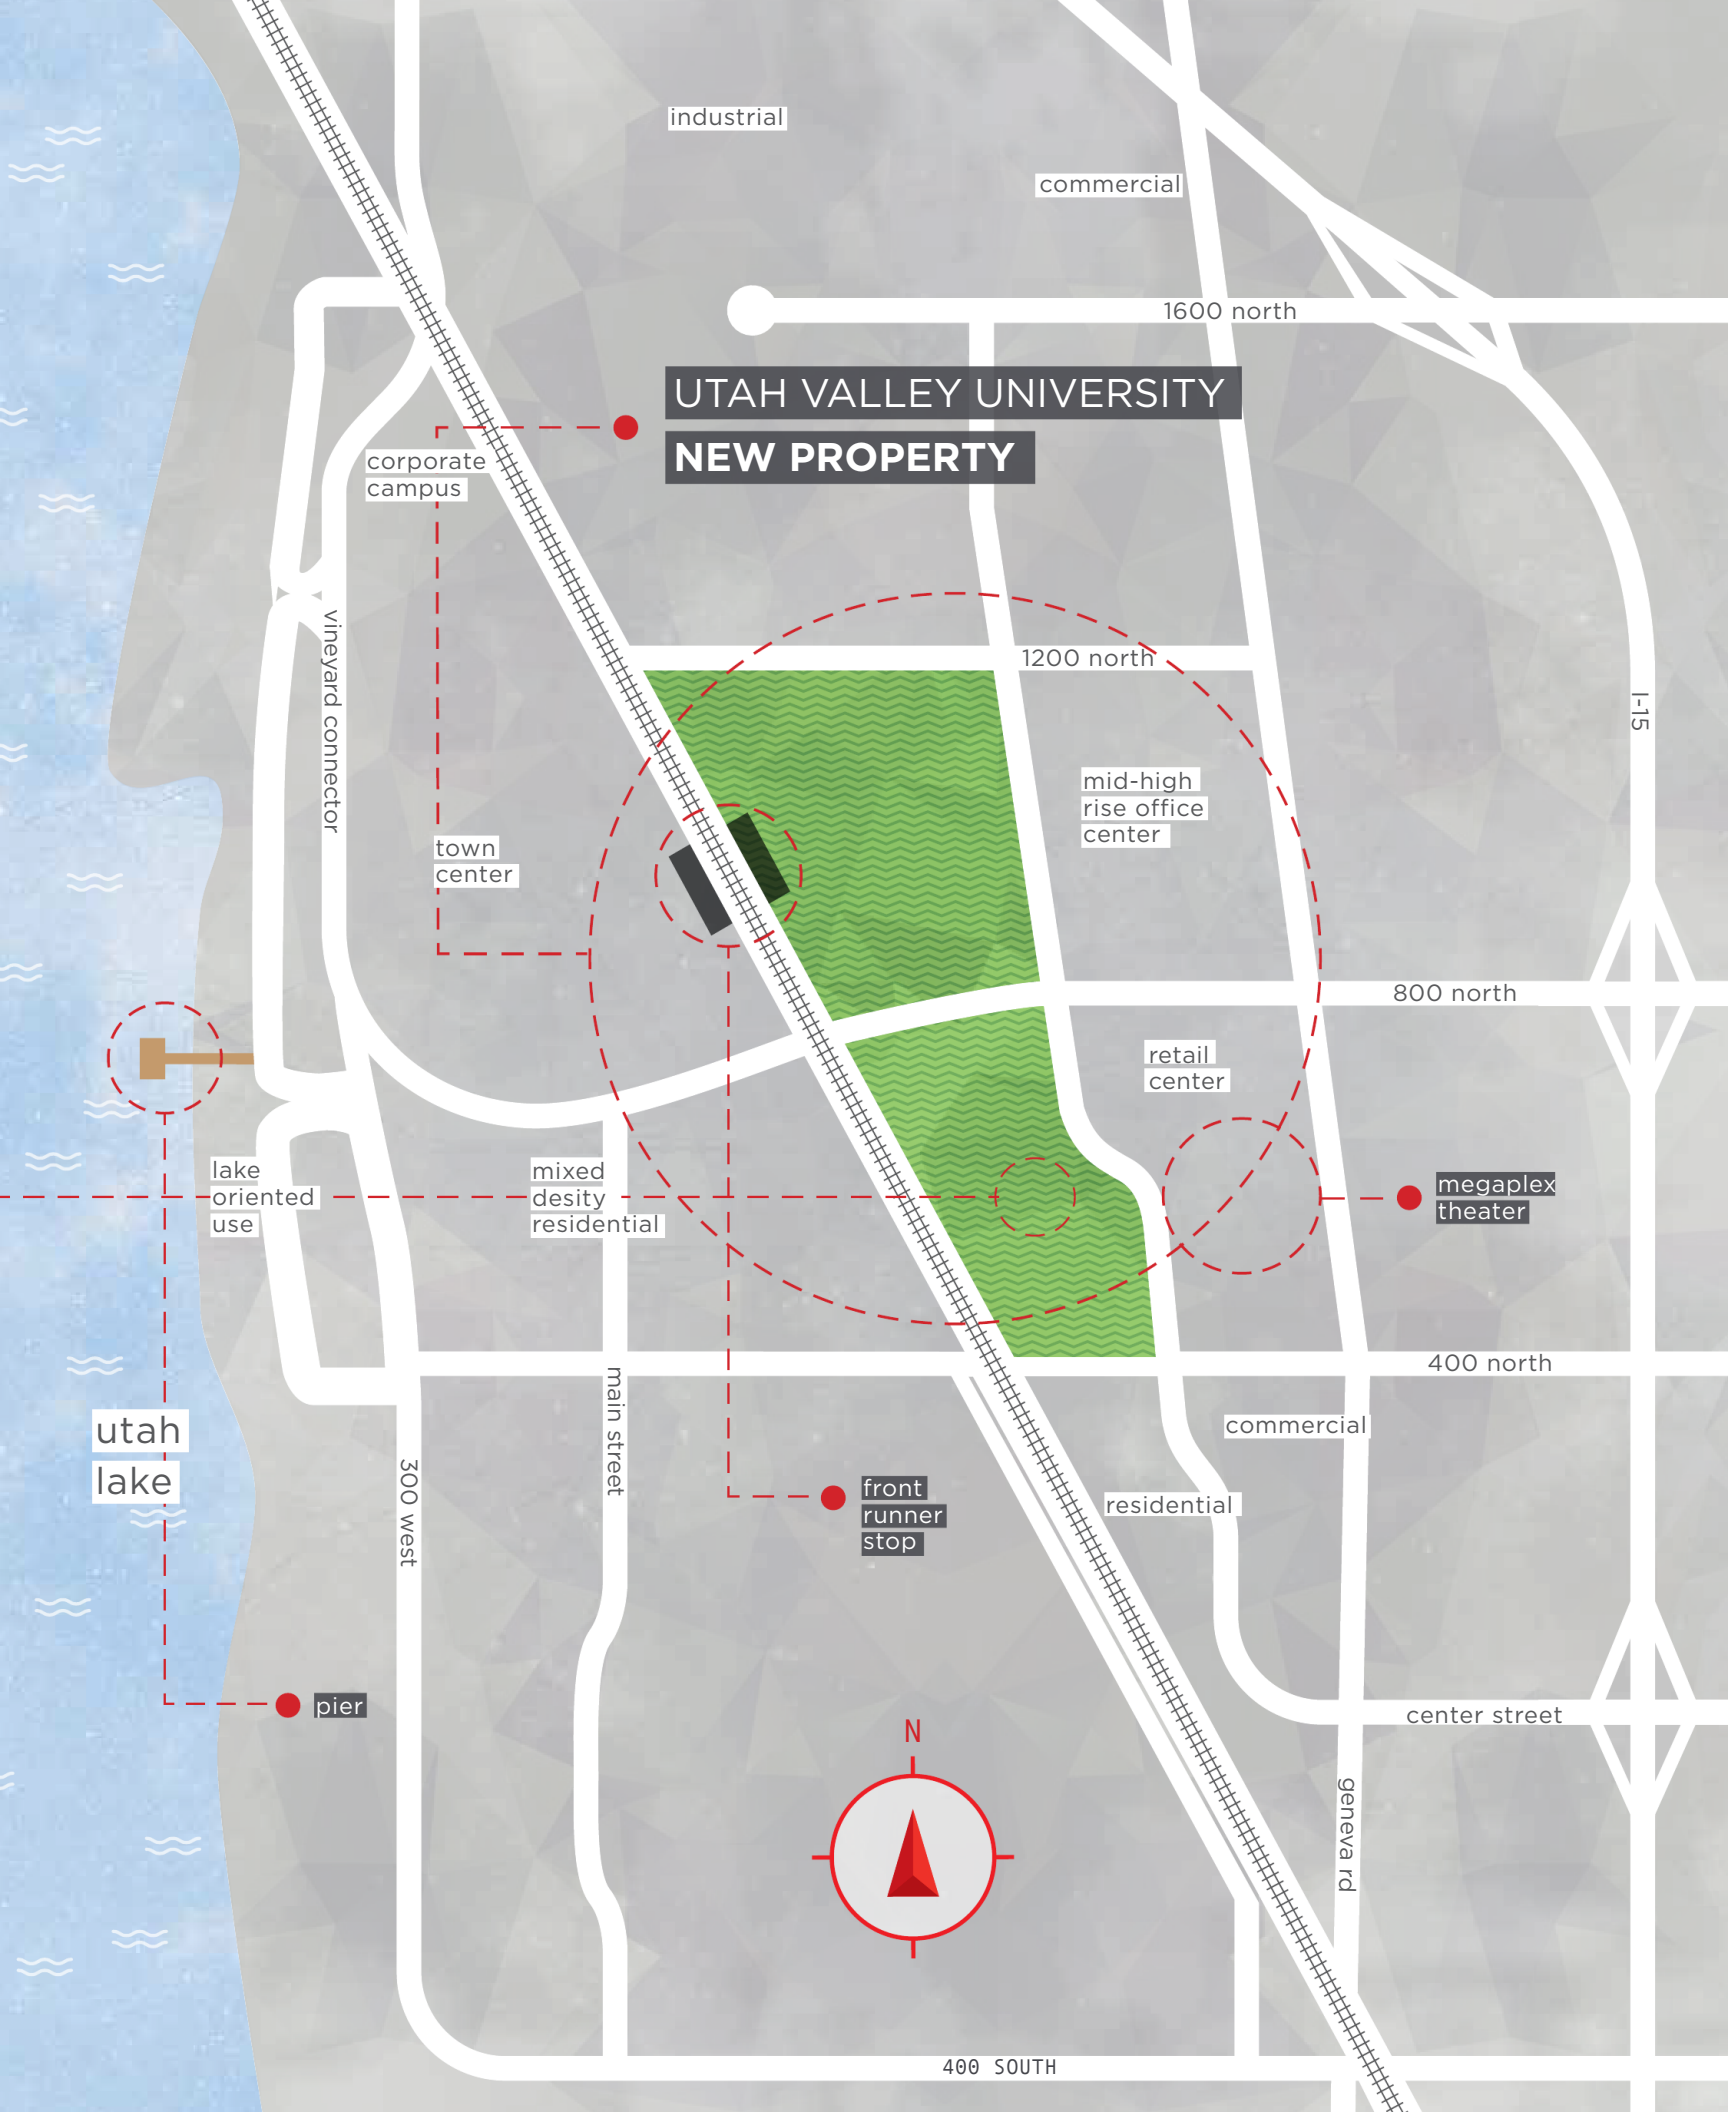 industrial
commercial
1600 north
UTAH VALLEY UNIVERSITY
NEW PROPERTY
corporate
campus
vineyard connector
1200 north
I-15
mid-high
rise office
center
town
center
800 north
retail
center
lake
oriented
use
mixed
desity
residential
megaplex
theater
400 north
main street
commercial
utah
lake
300 west
front
runner
stop
residential
pier
center street
N
geneva rd
400 SOUTH